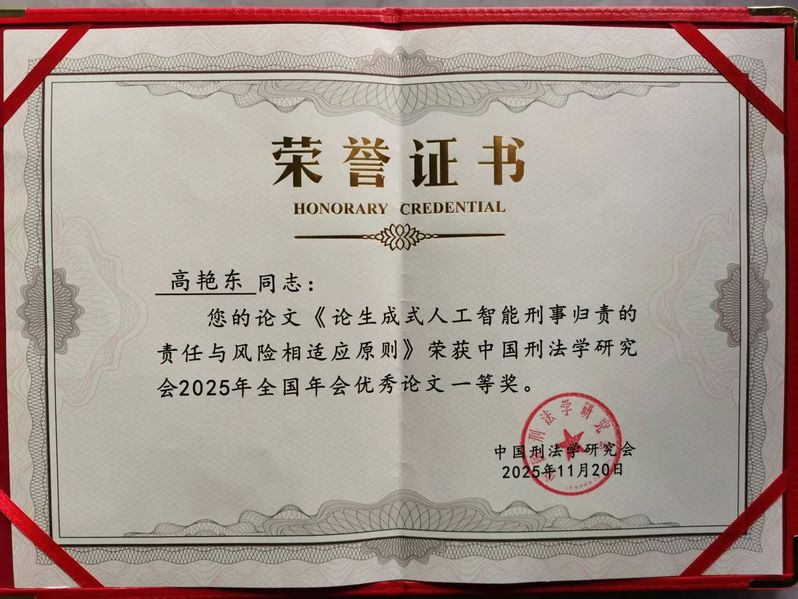 荣誉证书
HONORARY CREDENTIAL
高艳东同志：
您的论文《论生成式人工智能刑事归责的
责任与风险相适应原则》荣获中国刑法学研究
会2025年全国年会优秀论文一等奖。
中国刑法学研究会
2025年11月20日